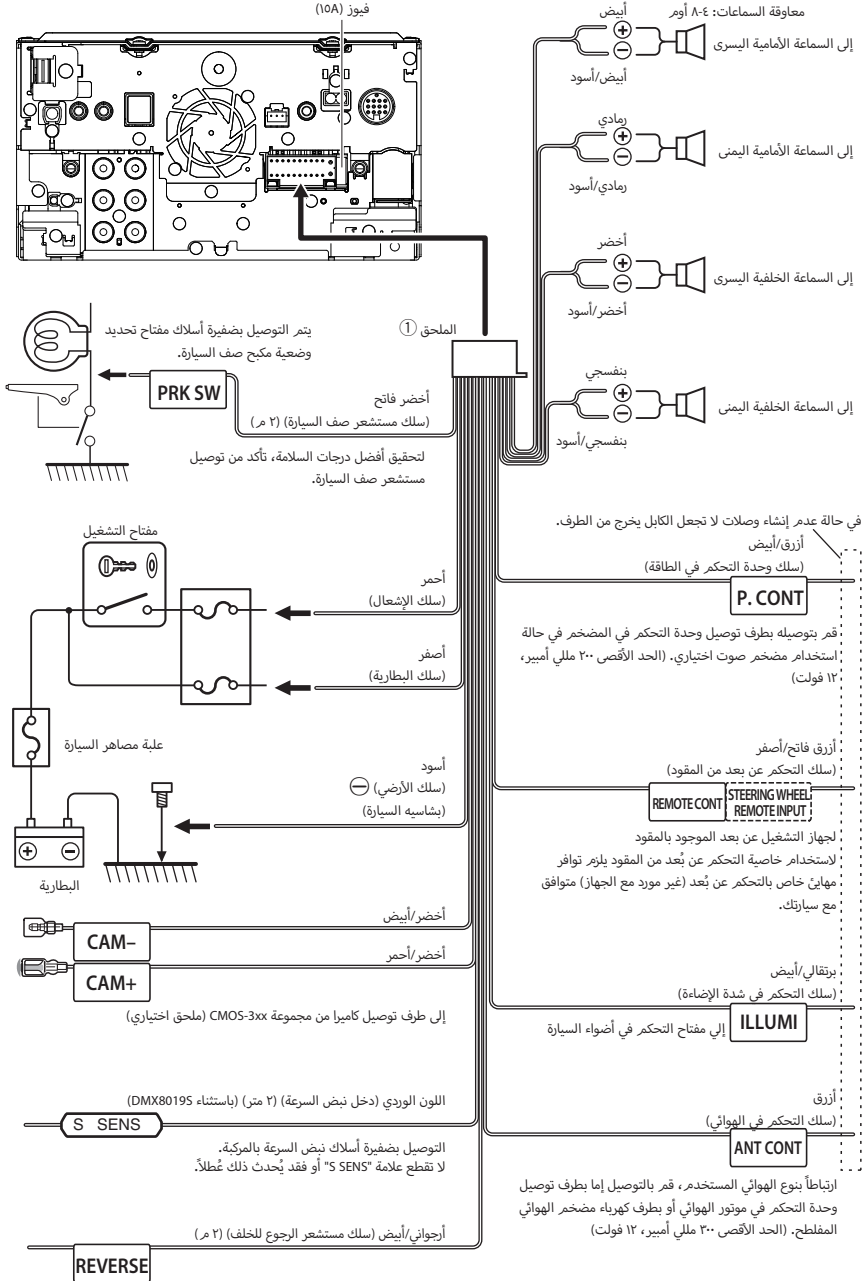 فيوز (١٥A)
معاوقة السماعات: ٤-٨ أوم
أبيض
إلى السماعة الأمامية اليسرى
أبيض/أسود
رمادي
إلى السماعة الأمامية اليمنى
رمادي/أسود
أخضر
إلى السماعة الخلفية اليسرى
أخضر/أسود
بنفسجي
إلى السماعة الخلفية اليمنى
بنفسجي/أسود
الملحق ①
يتم التوصيل بضفيرة أسلاك مفتاح تحديد
وضعية مكبح صف السيارة.
PRK SW
أخضر فاتح
(سلك مستشعر صف السيارة) (٢ م)
لتحقيق أفضل درجات السلامة، تأكد من توصيل
مستشعر صف السيارة.
مفتاح التشغيل
أحمر
(سلك الإشعال)
أصفر
(سلك البطارية)
علبة مصاهر السيارة
أسود
(سلك الأرضي) ⊖
(بشاسيه السيارة)
البطارية
أخضر/أبيض
CAM–
أخضر/أحمر
CAM+
إلى طرف توصيل كاميرا من مجموعة CMOS-3xx (ملحق اختياري)
اللون الوردي (دخل نبض السرعة) (٢ متر) (باستثناء DMX8019S)
S SENS
التوصيل بضفيرة أسلاك نبض السرعة بالمركبة.
لا تقطع علامة "S SENS" أو فقد يُحدث ذلك عُطلاً.
أرجواني/أبيض (سلك مستشعر الرجوع للخلف) (٢ م)
REVERSE
في حالة عدم إنشاء وصلات لا تجعل الكابل يخرج من الطرف.
أزرق/أبيض
(سلك وحدة التحكم في الطاقة)
P. CONT
قم بتوصيله بطرف توصيل وحدة التحكم في المضخم في حالة
استخدام مضخم صوت اختياري. (الحد الأقصى ٢٠٠ مللي أمبير،
١٢ فولت)
أزرق فاتح/أصفر
(سلك التحكم عن بعد من المقود)
REMOTE CONT
STEERING WHEEL
REMOTE INPUT
لجهاز التشغيل عن بعد الموجود بالمقود
لاستخدام خاصية التحكم عن بُعد من المقود يلزم توافر
مهايئ خاص بالتحكم عن بُعد (غير مورد مع الجهاز) متوافق
مع سيارتك.
برتقالي/أبيض
(سلك التحكم في شدة الإضاءة)
ILLUMI
إلي مفتاح التحكم في أضواء السيارة
أزرق
(سلك التحكم في الهوائي)
ANT CONT
ارتباطاً بنوع الهوائي المستخدم، قم بالتوصيل إما بطرف توصيل
وحدة التحكم في موتور الهوائي أو بطرف كهرباء مضخم الهوائي
المفلطح. (الحد الأقصى ٣٠٠ مللي أمبير، ١٢ فولت)